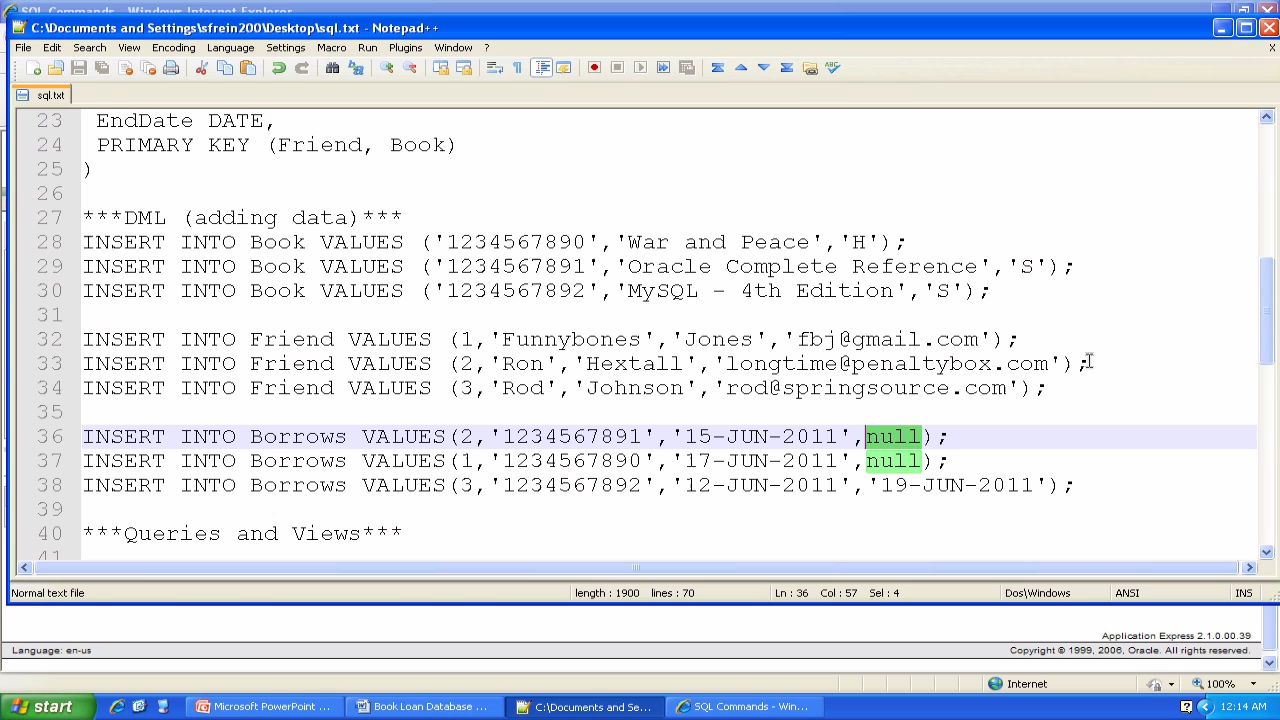 SQL Commands - Windows Internet Explorer
C:\Documents and Settings\sfrein200\Desktop\sql.txt - Notepad++
File Edit Search View Encoding Language Settings Macro Run Plugins Window ? X
sql.txt
23 EndDate DATE,
24 PRIMARY KEY (Friend, Book)
25 )
26
27 ***DML (adding data)***
28 INSERT INTO Book VALUES ('1234567890','War and Peace','H');
29 INSERT INTO Book VALUES ('1234567891','Oracle Complete Reference','S');
30 INSERT INTO Book VALUES ('1234567892','MySQL - 4th Edition','S');
31
32 INSERT INTO Friend VALUES (1,'Funnybones','Jones','fbj@gmail.com');
33 INSERT INTO Friend VALUES (2,'Ron','Hextall','longtime@penaltybox.com');
34 INSERT INTO Friend VALUES (3,'Rod','Johnson','rod@springsource.com');
35
36 INSERT INTO Borrows VALUES(2,'1234567891','15-JUN-2011',null);
37 INSERT INTO Borrows VALUES(1,'1234567890','17-JUN-2011',null);
38 INSERT INTO Borrows VALUES(3,'1234567892','12-JUN-2011','19-JUN-2011');
39
40 ***Queries and Views***
41
Normal text file length : 1900 lines : 70 Ln : 36 Col : 57 Sel : 4 Dos\Windows ANSI INS
Application Express 2.1.0.00.39
Language: en-us Copyright © 1999, 2006, Oracle. All rights reserved.
Internet 100%
start Microsoft PowerPoint ... Book Loan Database ... C:\Documents and Se... SQL Commands - Win... 12:14 AM